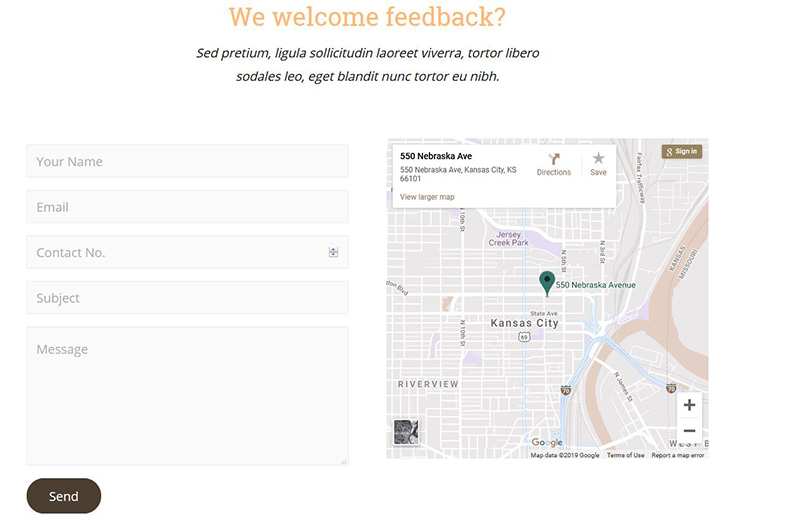 We welcome feedback?
Sed pretium, ligula sollicitudin laoreet viverra, tortor libero
sodales leo, eget blandit nunc tortor eu nibh.
Your Name
Email
Contact No.
Subject
Message
Send
550 Nebraska Ave
550 Nebraska Ave, Kansas City, KS
66101
View larger map
Directions
Save
g Sign in
Fairfax Trafficway
N 10th St
Jersey
Creek Park
N 5th St
N 3rd St
KANSAS
MISSOURI
550 Nebraska Avenue
State Ave
Kansas City
69
N 10th St
RIVERVIEW
70
N James St
70
WEST B
+
−
Google
Map data ©2019 Google
Terms of Use
Report a map error